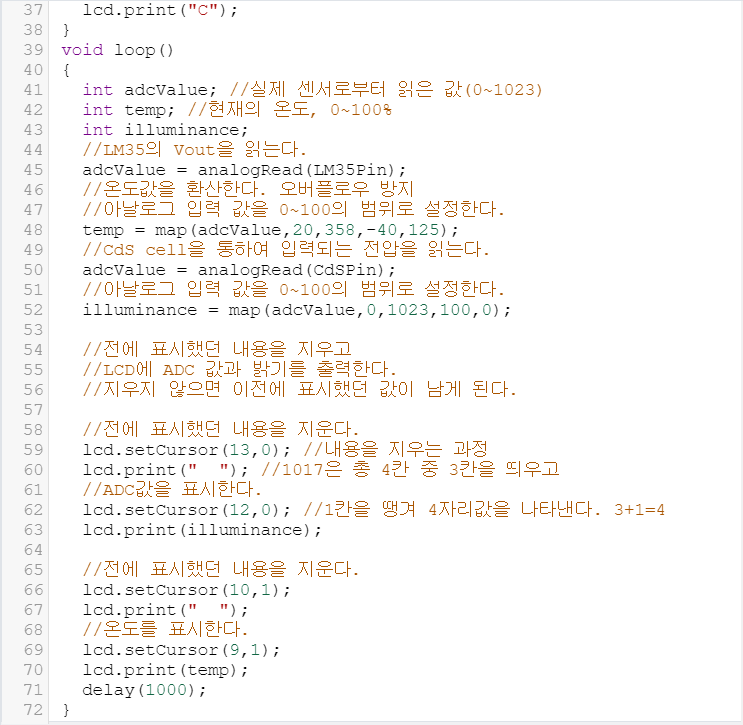 37 lcd.print("C");
38 }
39 void loop()
40 {
41 int adcValue; //실제 센서로부터 읽은 값(0~1023)
42 int temp; //현재의 온도, 0~100%
43 int illuminance;
44 //LM35의 Vout을 읽는다.
45 adcValue = analogRead(LM35Pin);
46 //온도값을 환산한다. 오버플로우 방지
47 //아날로그 입력 값을 0~100의 범위로 설정한다.
48 temp = map(adcValue,20,358,-40,125);
49 //CdS cell을 통하여 입력되는 전압을 읽는다.
50 adcValue = analogRead(CdSPin);
51 //아날로그 입력 값을 0~100의 범위로 설정한다.
52 illuminance = map(adcValue,0,1023,100,0);
53
54 //전에 표시했던 내용을 지우고
55 //LCD에 ADC 값과 밝기를 출력한다.
56 //지우지 않으면 이전에 표시했던 값이 남게 된다.
57
58 //전에 표시했던 내용을 지운다.
59 lcd.setCursor(13,0); //내용을 지우는 과정
60 lcd.print("  "); //1017은 총 4칸 중 3칸을 띄우고
61 //ADC값을 표시한다.
62 lcd.setCursor(12,0); //1칸을 땡겨 4자리값을 나타낸다. 3+1=4
63 lcd.print(illuminance);
64
65 //전에 표시했던 내용을 지운다.
66 lcd.setCursor(10,1);
67 lcd.print("  ");
68 //온도를 표시한다.
69 lcd.setCursor(9,1);
70 lcd.print(temp);
71 delay(1000);
72 }